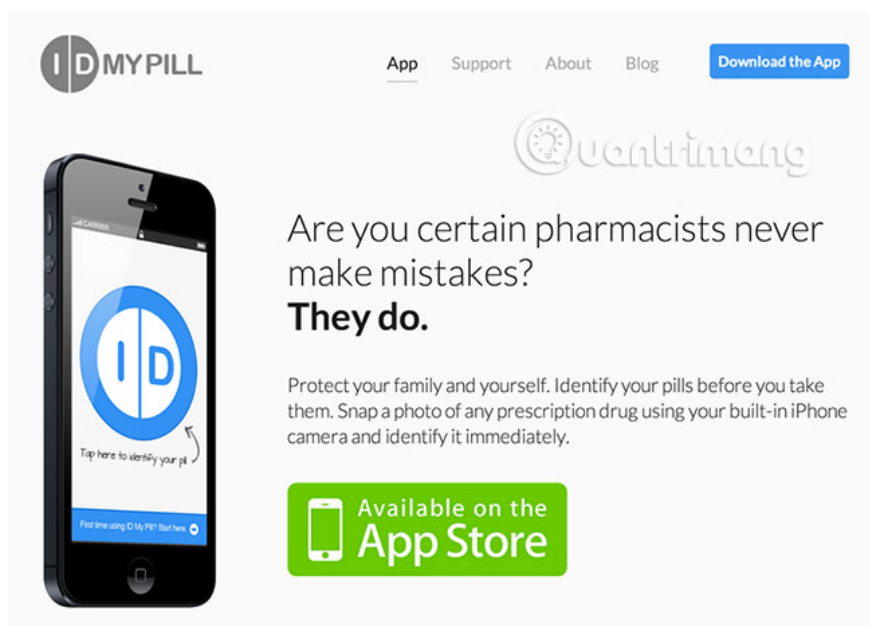 ID MY PILL
App Support About Blog Download the App
Quantrimang
Are you certain pharmacists never
make mistakes?
They do.
Protect your family and yourself. Identify your pills before you take
them. Snap a photo of any prescription drug using your built-in iPhone
camera and identify it immediately.
Available on the
App Store
CARRIER
ID
Tap here to identify your pill
First time using ID My Pill? Start here.